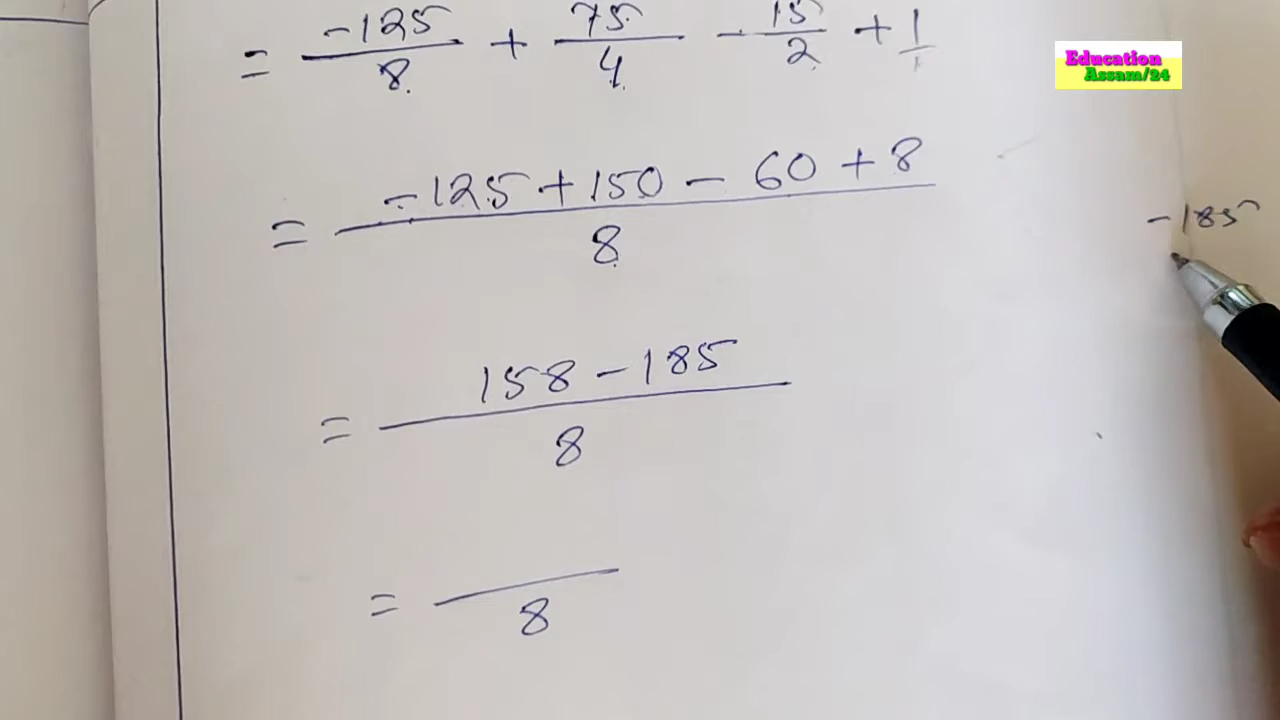 = -125/8 + 75/4 - 15/2 + 1/1
Education
Assam/24
= (-125 + 150 - 60 + 8)/8
-185
= (158 - 185)/8
= /8